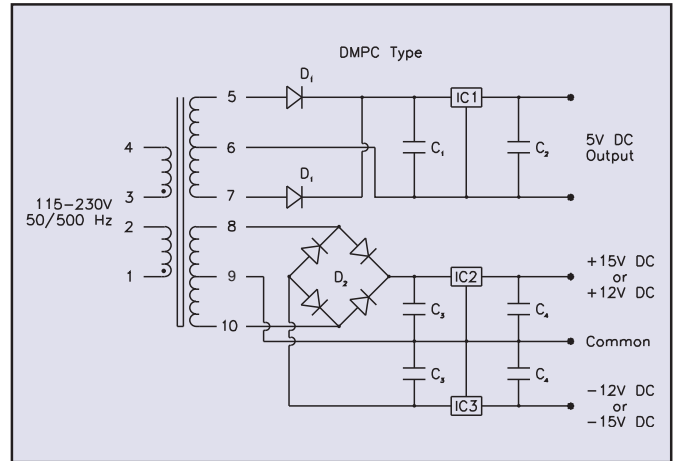 DMPC Type
D₁
5
IC1
4
6
C₁
C₂
5V DC
Output
D₁
3
7
115-230V
50/500 Hz
2
8
D₂
1
9
IC2
+15V DC
or
+12V DC
C₃
C₄
10
Common
C₃
C₄
IC3
-12V DC
or
-15V DC